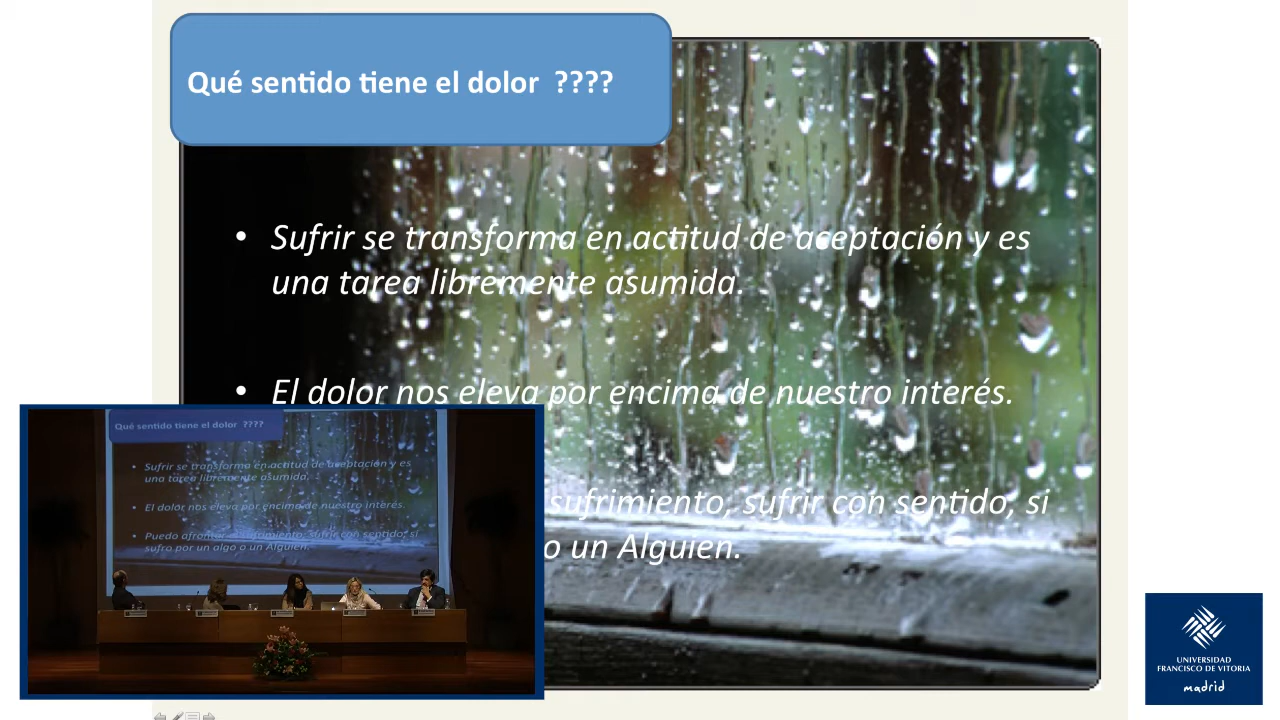 Qué sentido tiene el dolor ????
• Sufrir se transforma en actitud de aceptación y es
una tarea libremente asumida.
• El dolor nos eleva por encima de nuestro interés.
sufrimiento, sufrir con sentido, si
o un Alguien.
Qué sentido tiene el dolor ????
• Sufrir se transforma en actitud de aceptación y es
una tarea libremente asumida.
• El dolor nos eleva por encima de nuestro interés.
• Puedo afrontar sufrimiento, sufrir con sentido, si
sufro por un algo o un Alguien.
UNIVERSIDAD
FRANCISCO DE VITORIA
madrid